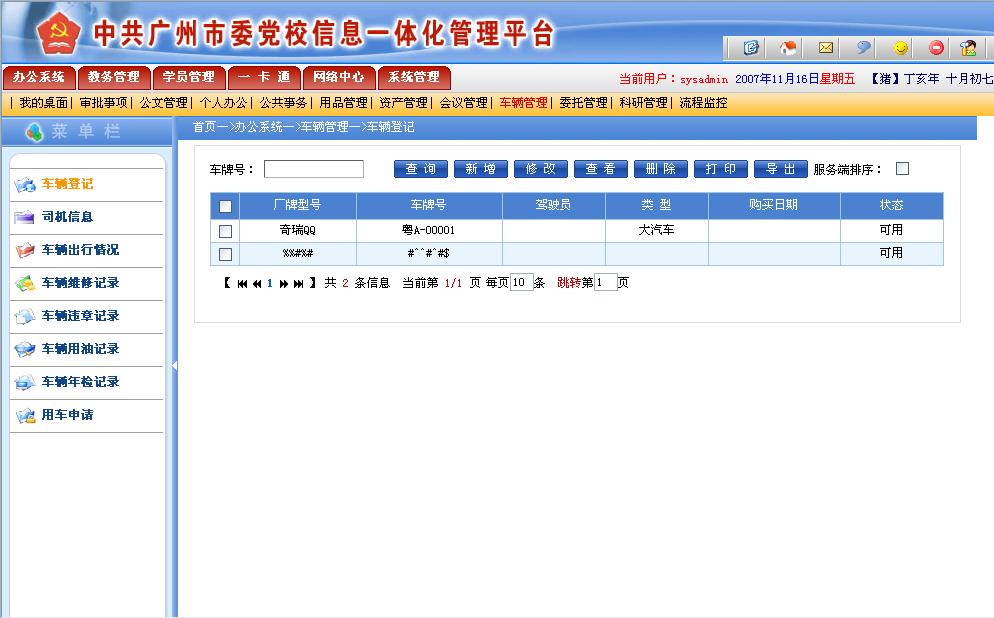 中共广州市委党校信息一体化管理平台
办公系统 教务管理 学员管理 一 卡 通 网络中心 系统管理 当前用户：sysadmin 2007年11月16日星期五 【猪】丁亥年 十月初七
| 我的桌面| 审批事项| 公文管理| 个人办公| 公共事务| 用品管理| 资产管理| 会议管理| 车辆管理| 委托管理| 科研管理| 流程监控
菜 单 栏
首页—>办公系统—>车辆管理—>车辆登记
车辆登记
司机信息
车辆出行情况
车辆维修记录
车辆违章记录
车辆用油记录
车辆年检记录
用车申请
车牌号： 查 询 新 增 修 改 查 看 删 除 打 印 导 出 服务端排序：
厂牌型号 车牌号 驾驶员 类 型 购买日期 状态
奇瑞QQ 粤A-00001 大汽车 可用
%%#%# #^^#^#$ 可用
【 1 】 共 2 条信息 当前第 1/1 页 每页10条 跳转第1页